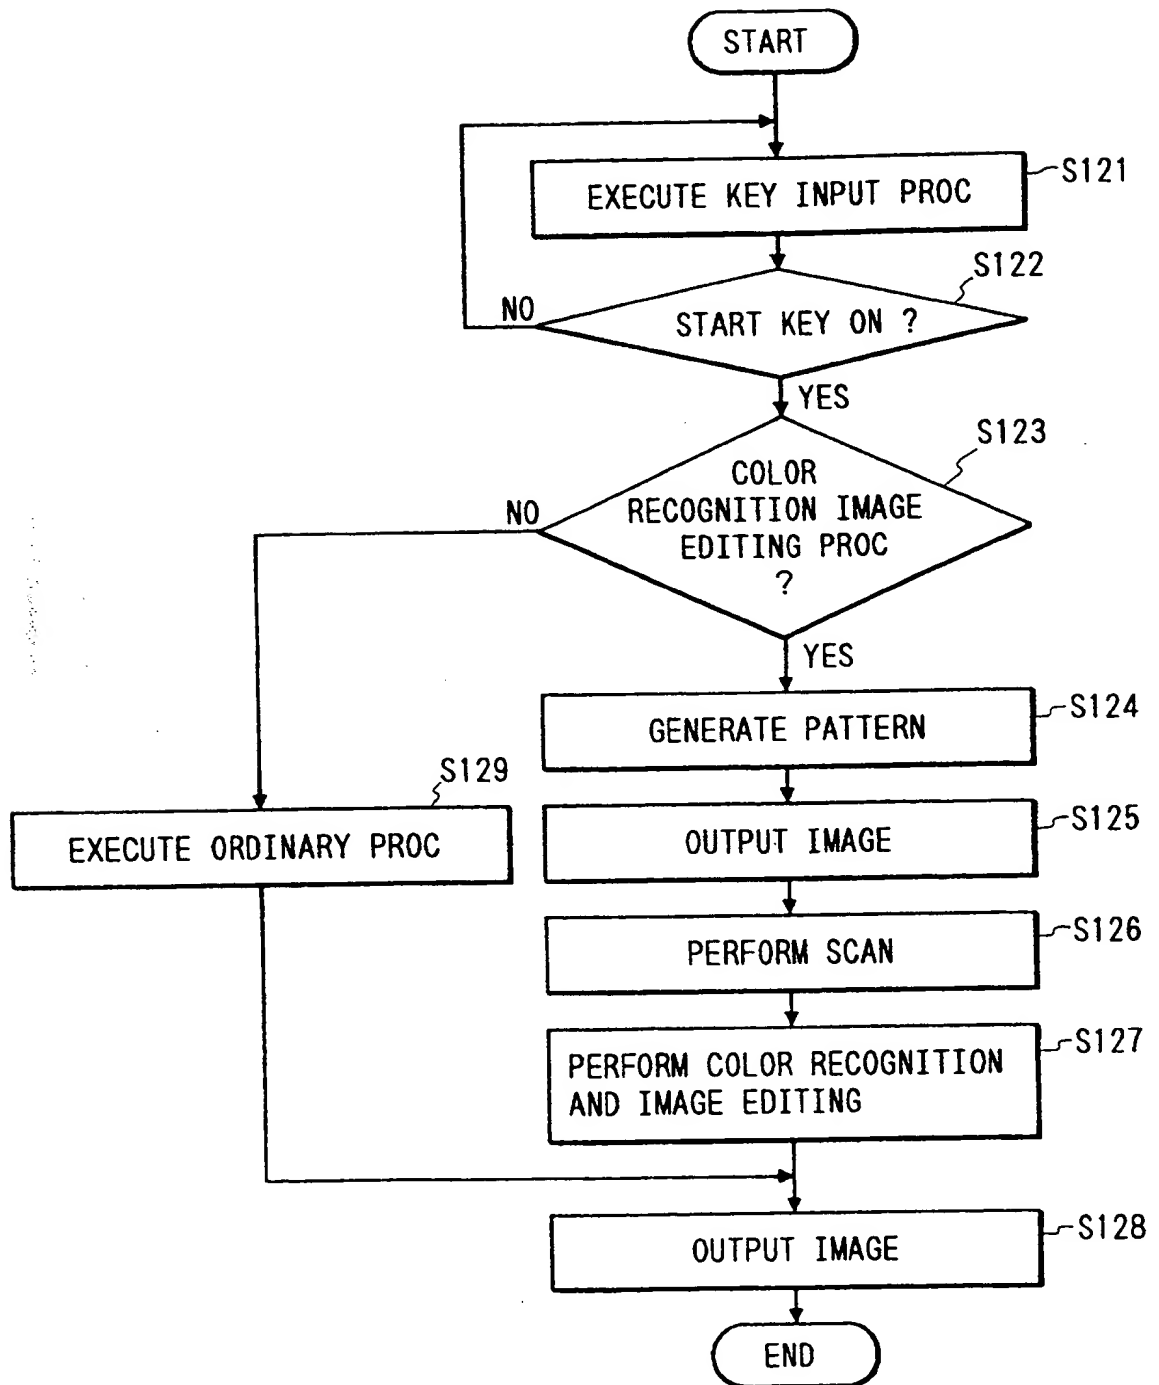 START
EXECUTE KEY INPUT PROC
S121
S122
START KEY ON ?
NO
YES
S123
COLOR
RECOGNITION IMAGE
EDITING PROC
?
NO
YES
GENERATE PATTERN
S124
S129
EXECUTE ORDINARY PROC
OUTPUT IMAGE
S125
PERFORM SCAN
S126
PERFORM COLOR RECOGNITION
AND IMAGE EDITING
S127
OUTPUT IMAGE
S128
END